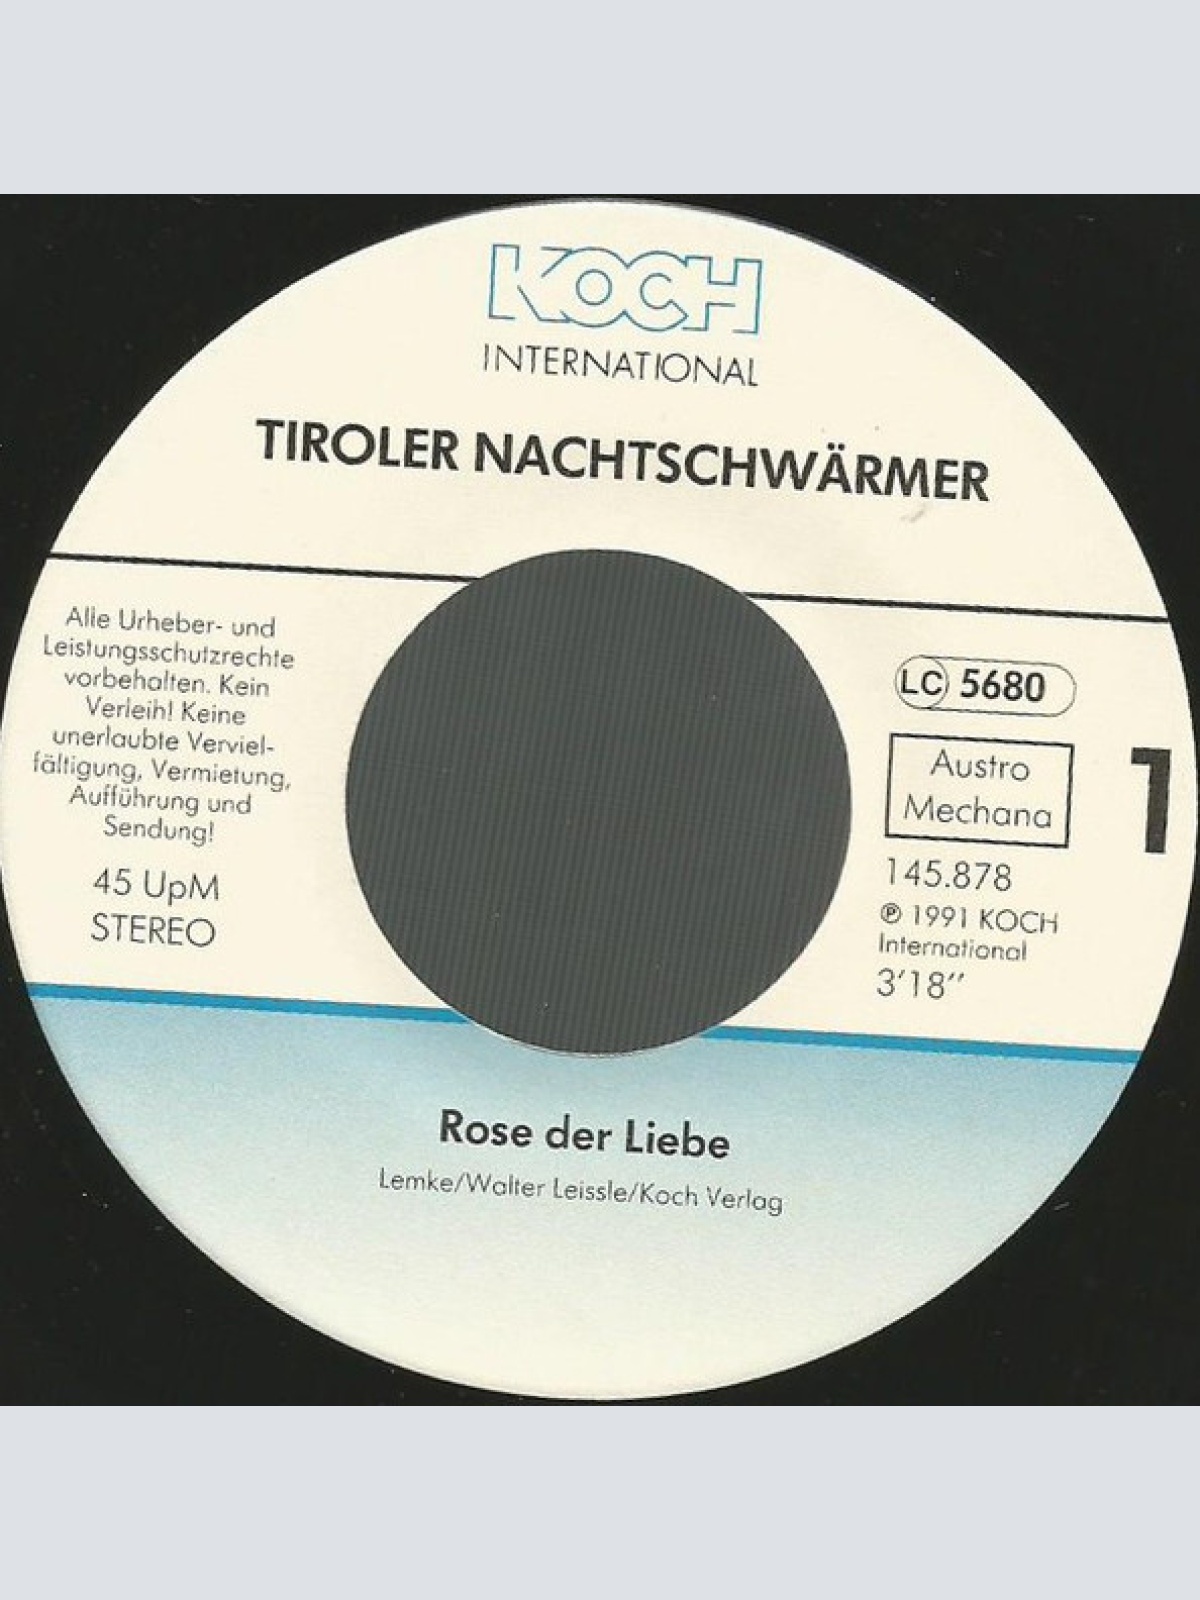 KOCH
INTERNATIONAL
TIROLER NACHTSCHWÄRMER
Alle Urheber- und
Leistungsschutzrechte
vorbehalten. Kein
Verleih! Keine
unerlaubte Verviel-
fältigung, Vermietung,
Aufführung und
Sendung!
45 UpM
STEREO
LC 5680
Austro
Mechana
1
145.878
℗ 1991 KOCH
International
3'18''
Rose der Liebe
Lemke/Walter Leissle/Koch Verlag